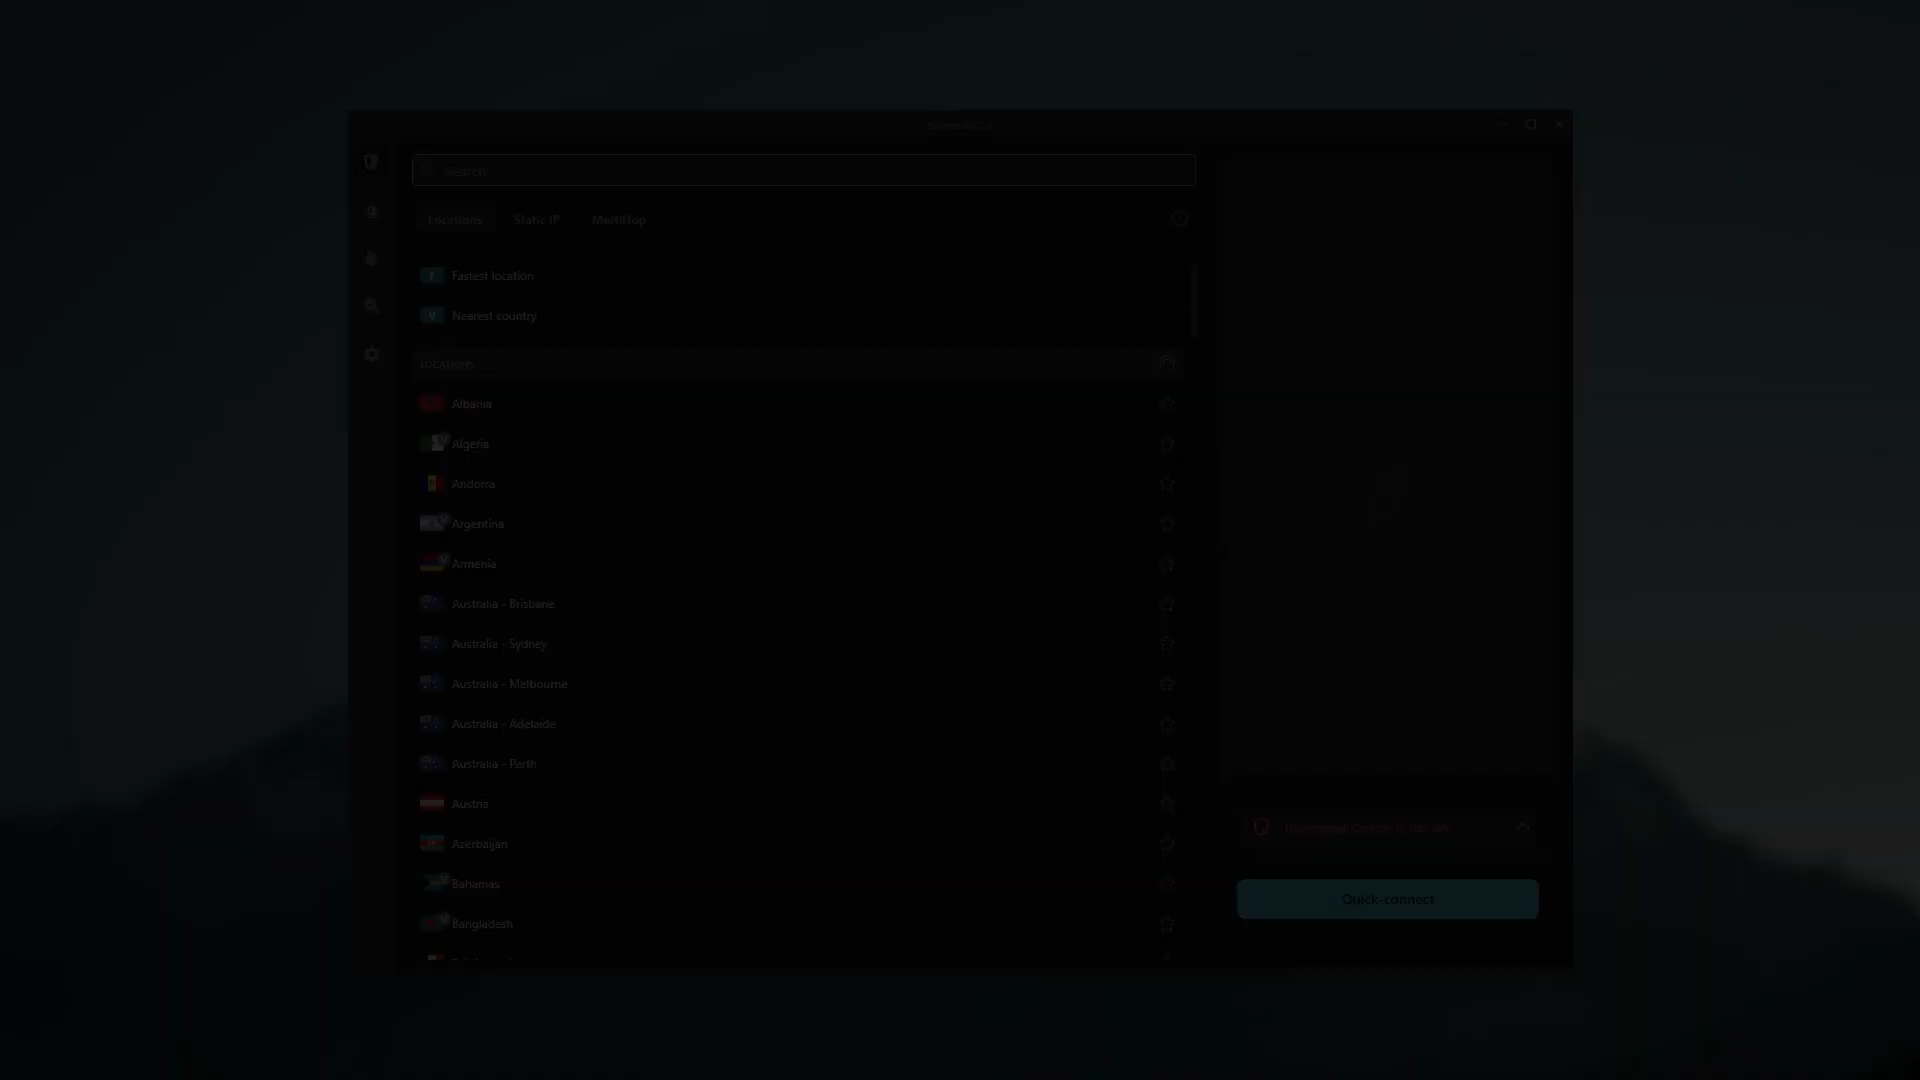 Search
Locations Static IP MultiHop
Fastest location
Nearest country
LOCATIONS
Albania
Algeria
Andorra
Argentina
Armenia
Australia - Brisbane
Australia - Sydney
Australia - Melbourne
Australia - Adelaide
Australia - Perth
Austria
Azerbaijan
Bahamas
Bangladesh
Quick-connect